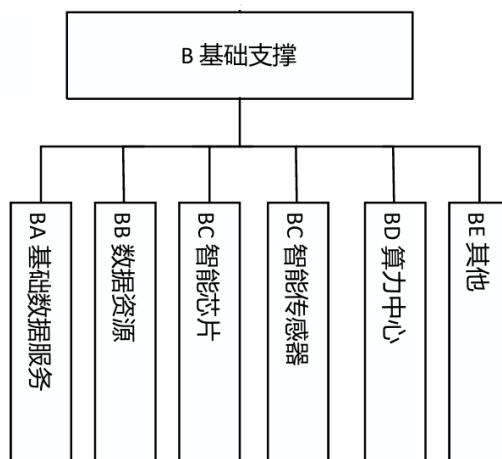 B 基础支撑
BA 基础数据服务
BB 数据资源
BC 智能芯片
BC 智能传感器
BD 算力中心
BE 其他